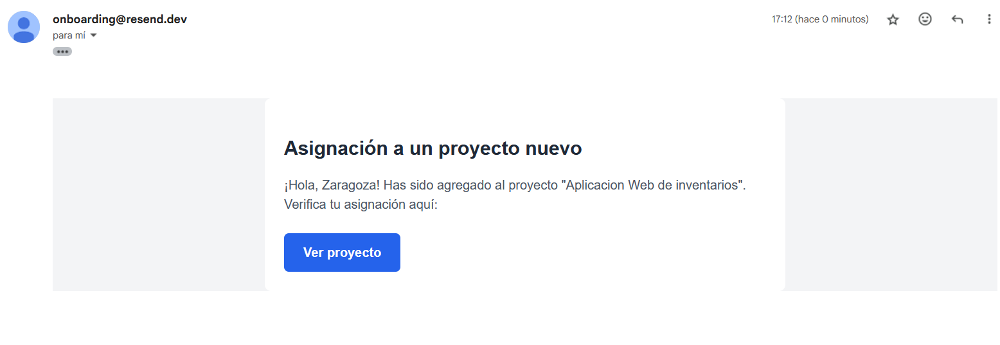 onboarding@resend.dev
17:12 (hace 0 minutos)
para mí
Asignación a un proyecto nuevo
¡Hola, Zaragoza! Has sido agregado al proyecto "Aplicacion Web de inventarios".
Verifica tu asignación aquí:
Ver proyecto